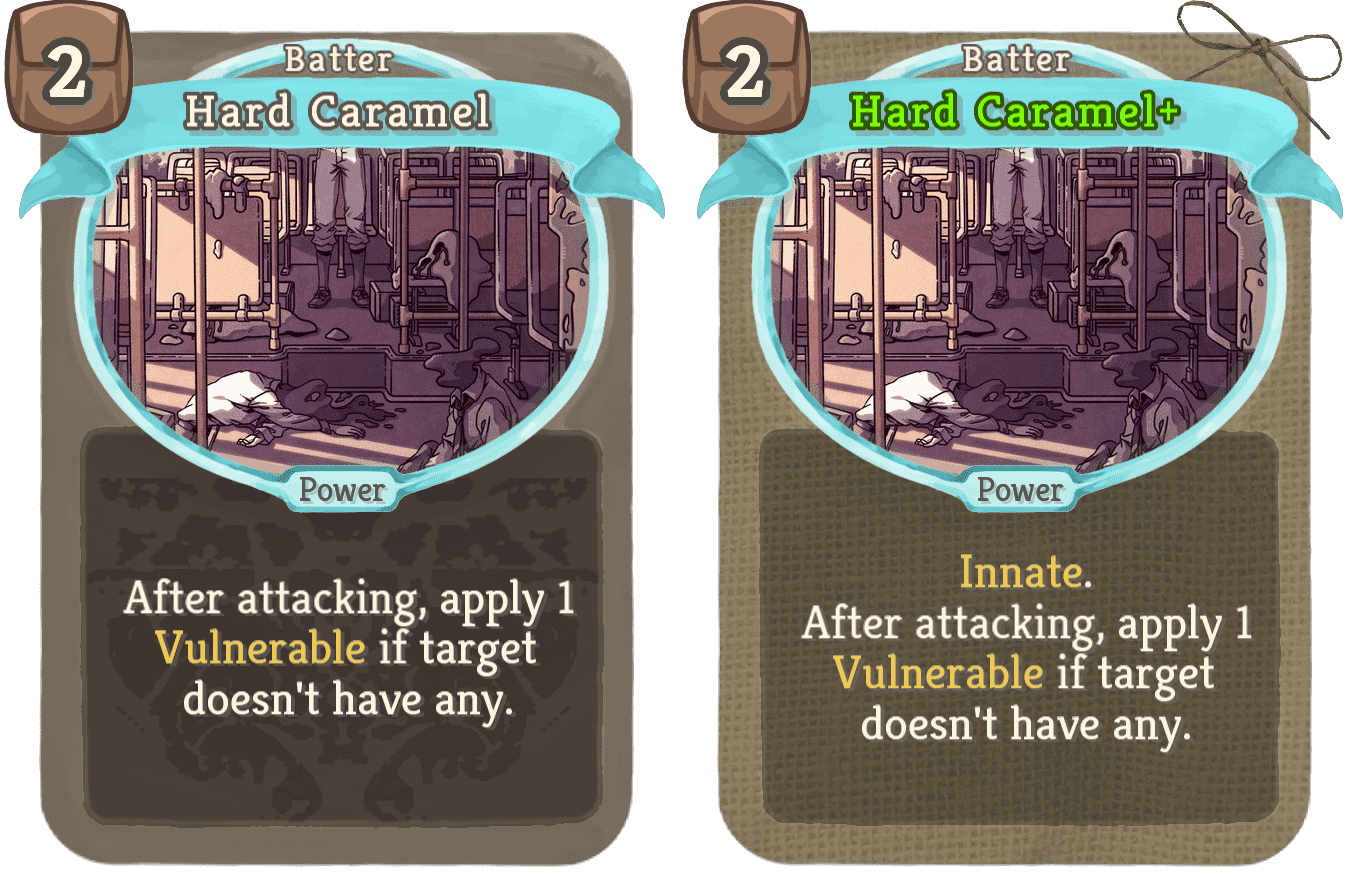 2
Batter
Hard Caramel
Power
After attacking, apply 1
Vulnerable if target
doesn't have any.
2
Batter
Hard Caramel+
Power
Innate.
After attacking, apply 1
Vulnerable if target
doesn't have any.